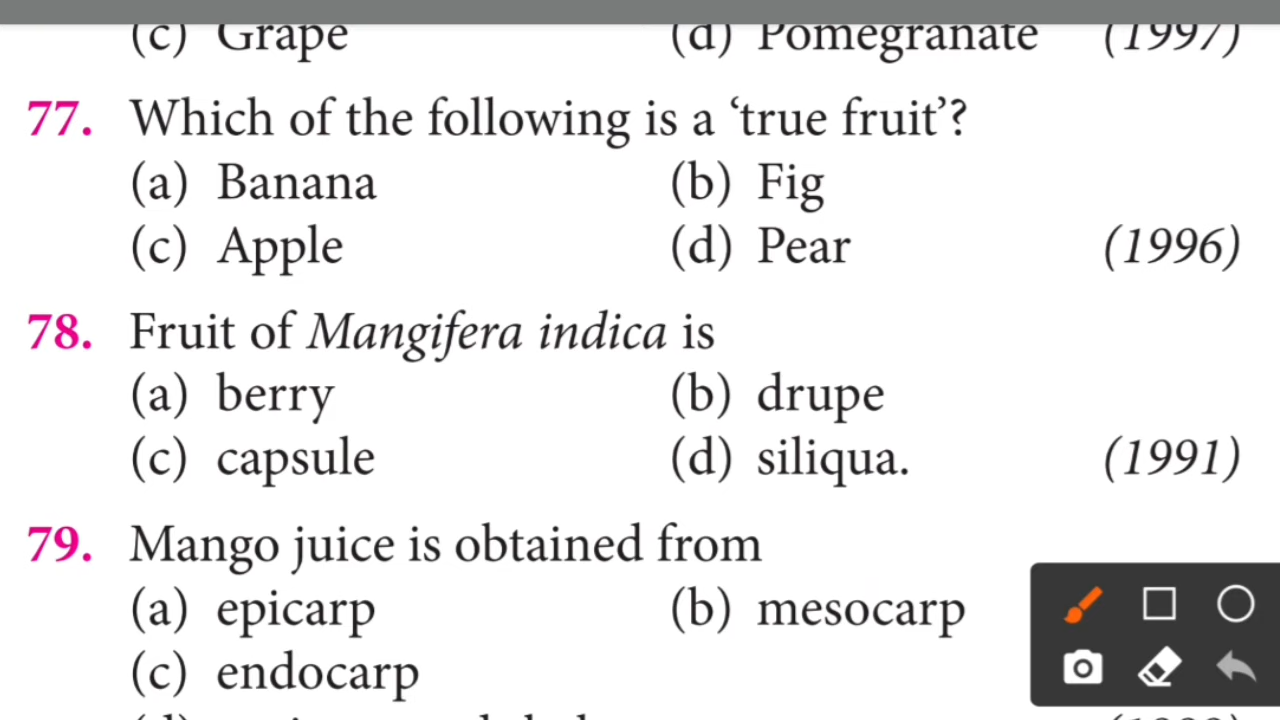 (c) Grape (d) Pomegranate (1997)
77. Which of the following is a ‘true fruit’?
(a) Banana (b) Fig
(c) Apple (d) Pear (1996)
78. Fruit of Mangifera indica is
(a) berry (b) drupe
(c) capsule (d) siliqua. (1991)
79. Mango juice is obtained from
(a) epicarp (b) mesocarp
(c) endocarp